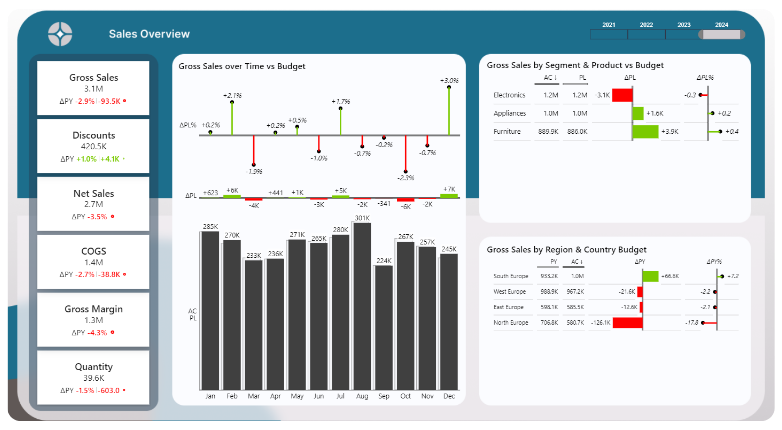 Sales Overview
2021 2022 2023 2024
Gross Sales
3.1M
ΔPY -2.9% | 93.5K
Discounts
420.5K
ΔPY +1.0% +4.1K
Net Sales
2.7M
ΔPY -3.5%
COGS
1.4M
ΔPY -2.7% | -38.8K
Gross Margin
1.3M
ΔPY -4.3%
Quantity
39.6K
ΔPY -1.5% | -603.0
Gross Sales over Time vs Budget
ΔPL% +0.2% +2.1% -1.9% +0.2% +0.5% -1.0% +1.7% -0.7% -0.2% -2.3% -0.7% +3.0%
ΔPL +623 +6K -4K +441 +1K -3K +5K -2K -341 -6K -2K +7K
285K 270K 233K 236K 271K 265K 280K 301K 224K 267K 257K 245K
AC
PL
Jan Feb Mar Apr May Jun Jul Aug Sep Oct Nov Dec
Gross Sales by Segment & Product vs Budget
AC ↓ PL ΔPL ΔPL%
Electronics 1.2M 1.2M -3.1K -0.3
Appliances 1.0M 1.0M +1.6K +0.2
Furniture 889.9K 886.0K +3.9K +0.4
Gross Sales by Region & Country Budget
PY AC ↓ ΔPY ΔPY%
South Europe 1.0M +66.8K +7.2
West Europe 988.9K 967.2K -21.6K -2.2
East Europe 598.1K 585.5K -12.6K -2.1
North Europe 706.8K 580.7K -126.1K -17.8